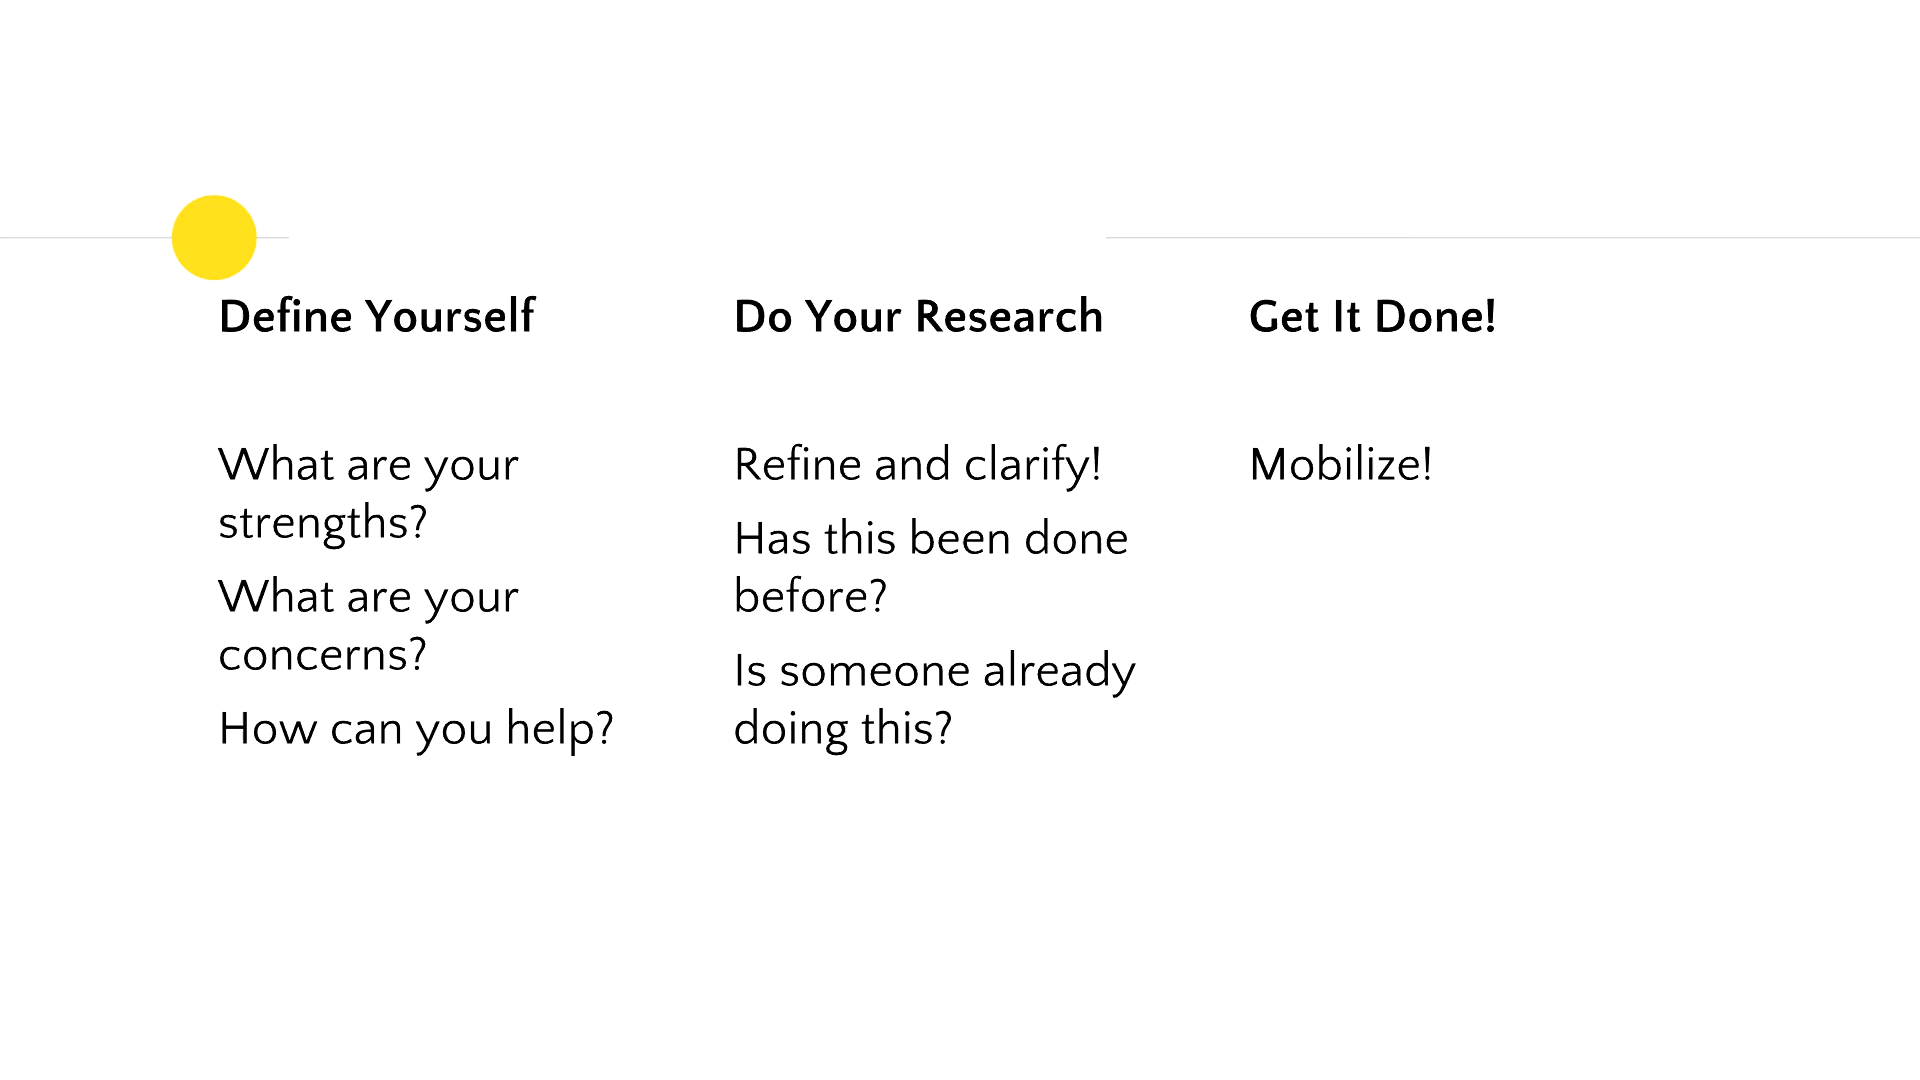 Define Yourself
What are your
strengths?
What are your
concerns?
How can you help?
Do Your Research
Refine and clarify!
Has this been done
before?
Is someone already
doing this?
Get It Done!
Mobilize!